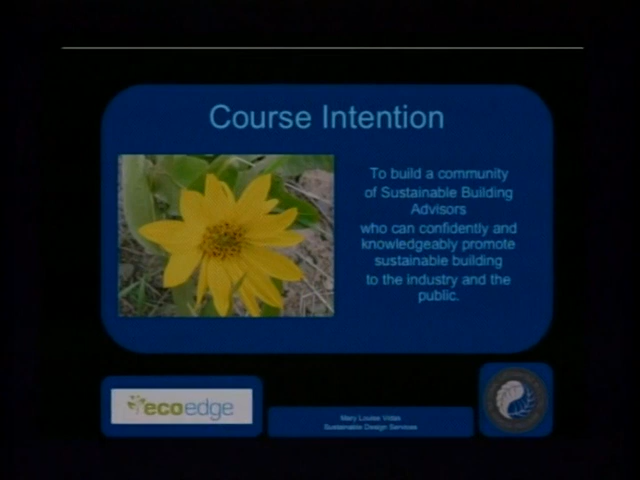 Course Intention
To build a community
of Sustainable Building
Advisors
who can confidently and
knowledgeably promote
sustainable building
to the industry and the
public.
ecoedge
Mary Louise
Sustainable Design Services